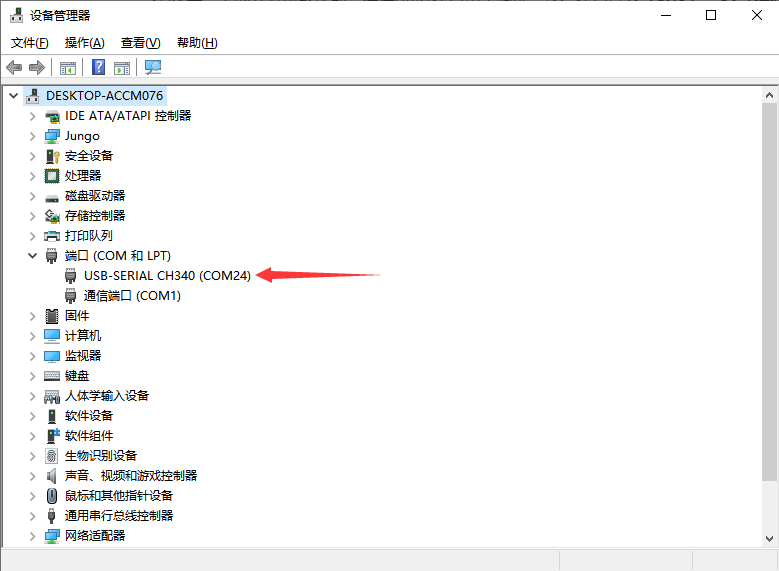 设备管理器
文件(F) 操作(A) 查看(V) 帮助(H)
DESKTOP-ACCM076
IDE ATA/ATAPI 控制器
Jungo
安全设备
处理器
磁盘驱动器
存储控制器
打印队列
端口 (COM 和 LPT)
USB-SERIAL CH340 (COM24)
通信端口 (COM1)
固件
计算机
监视器
键盘
人体学输入设备
软件设备
软件组件
生物识别设备
声音、视频和游戏控制器
鼠标和其他指针设备
通用串行总线控制器
网络适配器